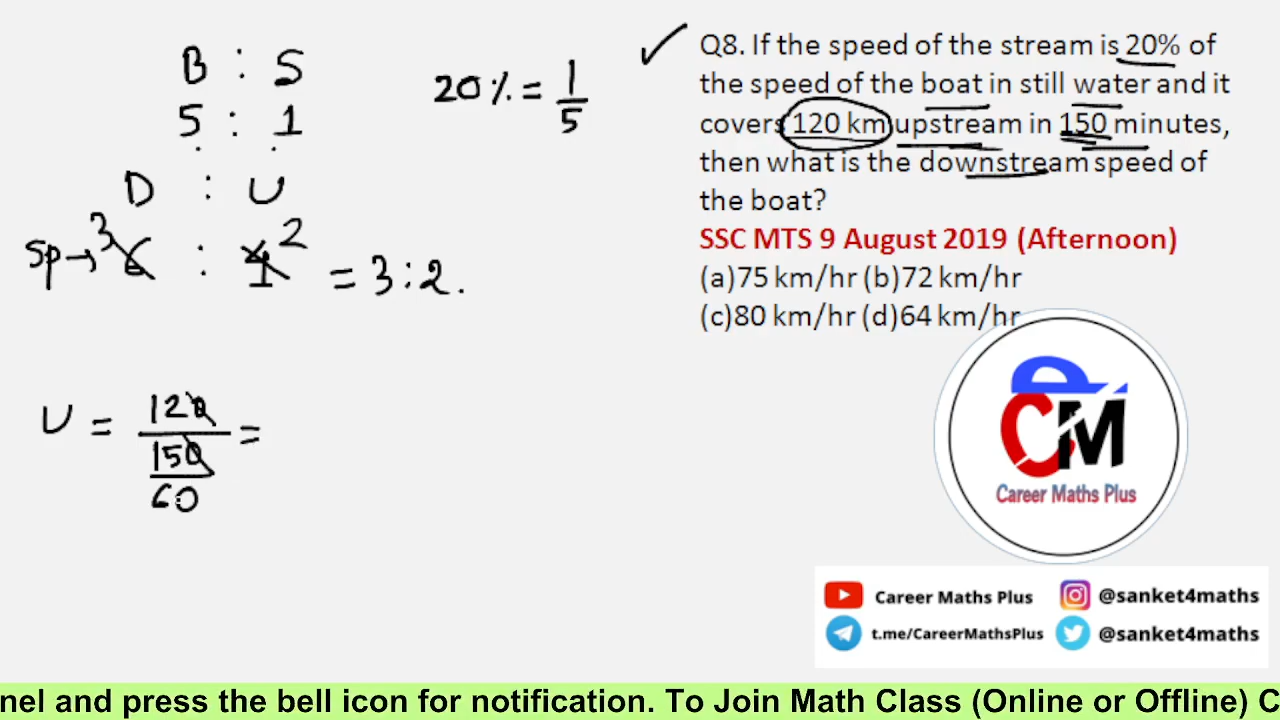 B : S
5 : 1
20% = 1/5
D : U
Sp→ 3 6 : 4 2 = 3:2.
U = 120/(150/60) =
Q8. If the speed of the stream is 20% of
the speed of the boat in still water and it
covers 120 km upstream in 150 minutes,
then what is the downstream speed of
the boat?
SSC MTS 9 August 2019 (Afternoon)
(a)75 km/hr (b)72 km/hr
(c)80 km/hr (d)64 km/hr
CM
Career Maths Plus
Career Maths Plus
@sanket4maths
t.me/CareerMathsPlus
@sanket4maths
nel and press the bell icon for notification. To Join Math Class (Online or Offline) C